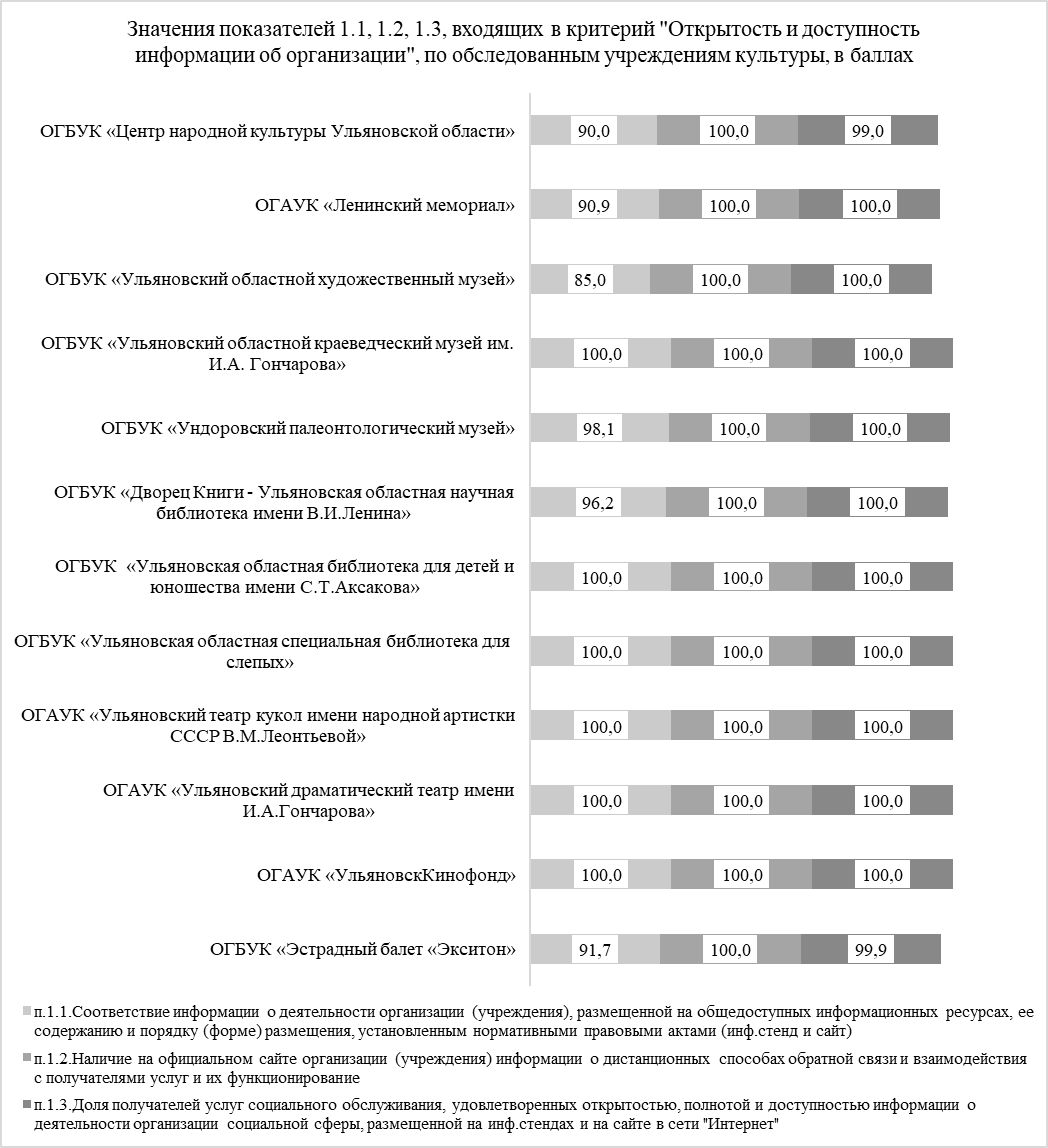 Значения показателей 1.1, 1.2, 1.3, входящих в критерий "Открытость и доступность
информации об организации", по обследованным учреждениям культуры, в баллах
ОГБУК «Центр народной культуры Ульяновской области»
90,0 100,0 99,0
ОГАУК «Ленинский мемориал»
90,9 100,0 100,0
ОГБУК «Ульяновский областной художественный музей»
85,0 100,0 100,0
ОГБУК «Ульяновский областной краеведческий музей им.
И.А. Гончарова»
100,0 100,0 100,0
ОГБУК «Ундоровский палеонтологический музей»
98,1 100,0 100,0
ОГБУК «Дворец Книги - Ульяновская областная научная
библиотека имени В.И.Ленина»
96,2 100,0 100,0
ОГБУК «Ульяновская областная библиотека для детей и
юношества имени С.Т.Аксакова»
100,0 100,0 100,0
ОГБУК «Ульяновская областная специальная библиотека для
слепых»
100,0 100,0 100,0
ОГАУК «Ульяновский театр кукол имени народной артистки
СССР В.М.Леонтьевой»
100,0 100,0 100,0
ОГАУК «Ульяновский драматический театр имени
И.А.Гончарова»
100,0 100,0 100,0
ОГАУК «УльяновскКинофонд»
100,0 100,0 100,0
ОГБУК «Эстрадный балет «Экситон»
91,7 100,0 99,9
п.1.1.Соответствие информации о деятельности организации (учреждения), размещенной на общедоступных информационных ресурсах, ее
содержанию и порядку (форме) размещения, установленным нормативными правовыми актами (инф.стенд и сайт)
п.1.2.Наличие на официальном сайте организации (учреждения) информации о дистанционных способах обратной связи и взаимодействия
с получателями услуг и их функционирование
п.1.3.Доля получателей услуг социального обслуживания, удовлетворенных открытостью, полнотой и доступностью информации о
деятельности организации социальной сферы, размещенной на инф.стендах и на сайте в сети "Интернет"